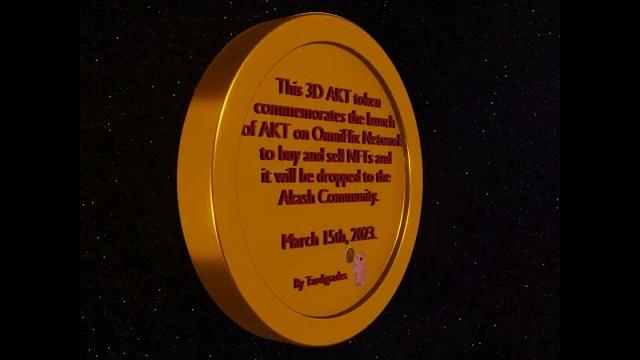 This 3D AKT token
commemorates the launch
of AKT on OmniFlix Network
to buy and sell NFTs and
it will be dropped to the
Akash Community.
March 15th, 2023.
By Tardigrades.